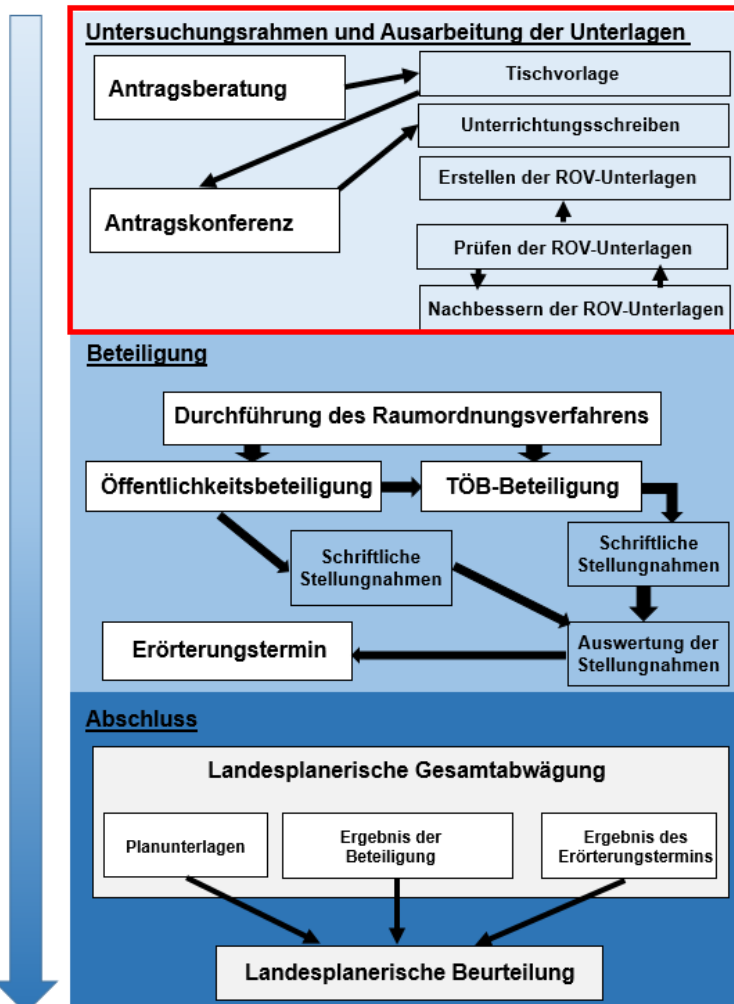 Untersuchungsrahmen und Ausarbeitung der Unterlagen
Antragsberatung
Tischvorlage
Unterrichtungsschreiben
Erstellen der ROV-Unterlagen
Antragskonferenz
Prüfen der ROV-Unterlagen
Nachbessern der ROV-Unterlagen
Beteiligung
Durchführung des Raumordnungsverfahrens
Öffentlichkeitsbeteiligung
TÖB-Beteiligung
Schriftliche
Stellungnahmen
Schriftliche
Stellungnahmen
Erörterungstermin
Auswertung der
Stellungnahmen
Abschluss
Landesplanerische Gesamtabwägung
Planunterlagen
Ergebnis der
Beteiligung
Ergebnis des
Erörterungstermins
Landesplanerische Beurteilung